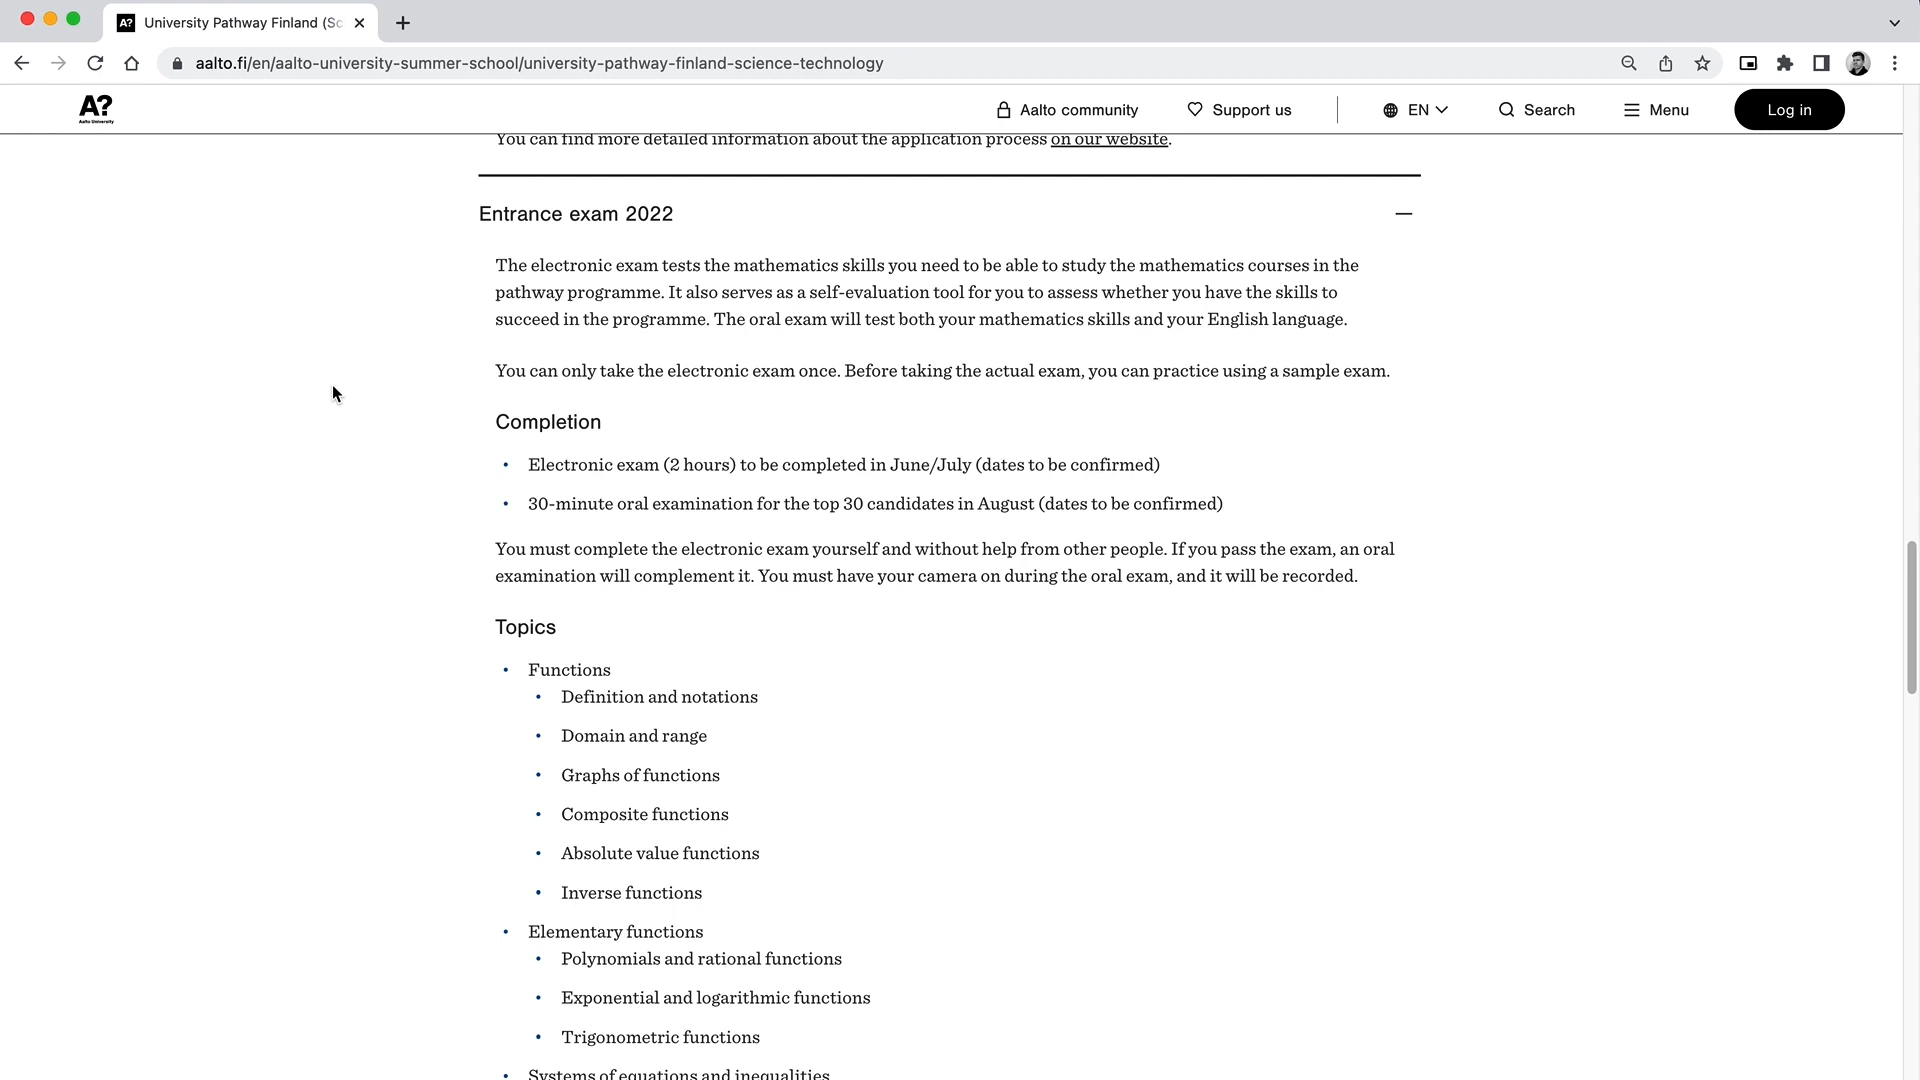 A?
University Pathway Finland (Sc
aalto.fi/en/aalto-university-summer-school/university-pathway-finland-science-technology
A?
Aalto University
Aalto community
Support us
EN
Search
Menu
Log in
You can find more detailed information about the application process on our website.
Entrance exam 2022
The electronic exam tests the mathematics skills you need to be able to study the mathematics courses in the
pathway programme. It also serves as a self-evaluation tool for you to assess whether you have the skills to
succeed in the programme. The oral exam will test both your mathematics skills and your English language.
You can only take the electronic exam once. Before taking the actual exam, you can practice using a sample exam.
Completion
• Electronic exam (2 hours) to be completed in June/July (dates to be confirmed)
• 30-minute oral examination for the top 30 candidates in August (dates to be confirmed)
You must complete the electronic exam yourself and without help from other people. If you pass the exam, an oral
examination will complement it. You must have your camera on during the oral exam, and it will be recorded.
Topics
• Functions
• Definition and notations
• Domain and range
• Graphs of functions
• Composite functions
• Absolute value functions
• Inverse functions
• Elementary functions
• Polynomials and rational functions
• Exponential and logarithmic functions
• Trigonometric functions
• Systems of equations and inequalities